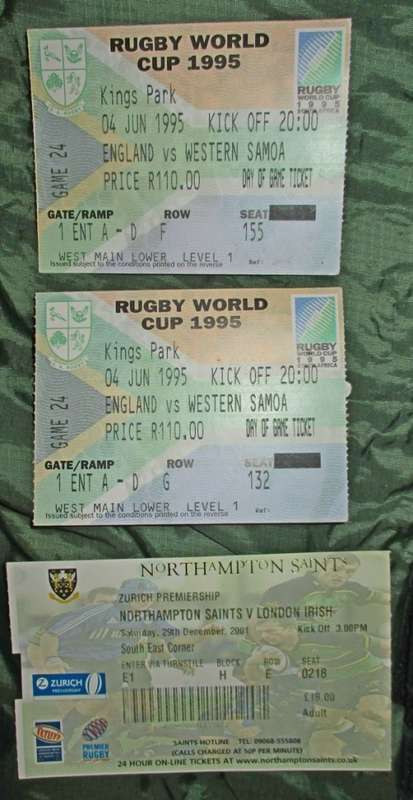 RUGBY WORLD
CUP 1995
RUGBY
WORLD CUP
1995
SOUTH AFRICA
Kings Park
04 JUN 1995 KICK OFF 20:00
ENGLAND vs WESTERN SAMOA
PRICE R110.00 DAY OF GAME TICKET
GAME 24
GATE/RAMP ROW SEAT
1 ENT A - D F 155
WEST MAIN LOWER LEVEL 1
Issued subject to the conditions printed on the reverse Ref:
RUGBY WORLD
CUP 1995
RUGBY
WORLD CUP
1995
SOUTH AFRICA
Kings Park
04 JUN 1995 KICK OFF 20:00
ENGLAND vs WESTERN SAMOA
PRICE R110.00 DAY OF GAME TICKET
GAME 24
GATE/RAMP ROW SEAT
1 ENT A - D G 132
WEST MAIN LOWER LEVEL 1
Issued subject to the conditions printed on the reverse Ref:
NORTHAMPTON SAINTS
ZURICH PREMIERSHIP
NORTHAMPTON SAINTS V LONDON IRISH
Saturday, 29th December, 2001 Kick Off 3.00PM
South East Corner
ENTER VIA TURNSTILE BLOCK ROW SEAT
E1 H E 0218
ZURICH
PREMIERSHIP
£18.00
Adult
PREMIER
RUGBY
SAINTS HOTLINE TEL: 09068-555808
(CALLS CHARGED AT 50P PER MINUTE)
24 HOUR ON-LINE TICKETS AT www.northamptonsaints.co.uk